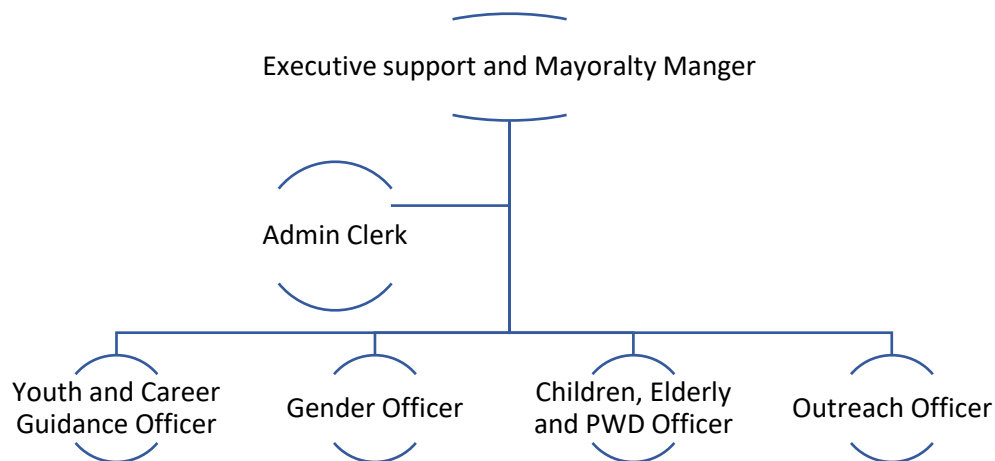 Executive support and Mayoralty Manger
Admin Clerk
Youth and Career
Guidance Officer
Gender Officer
Children, Elderly
and PWD Officer
Outreach Officer